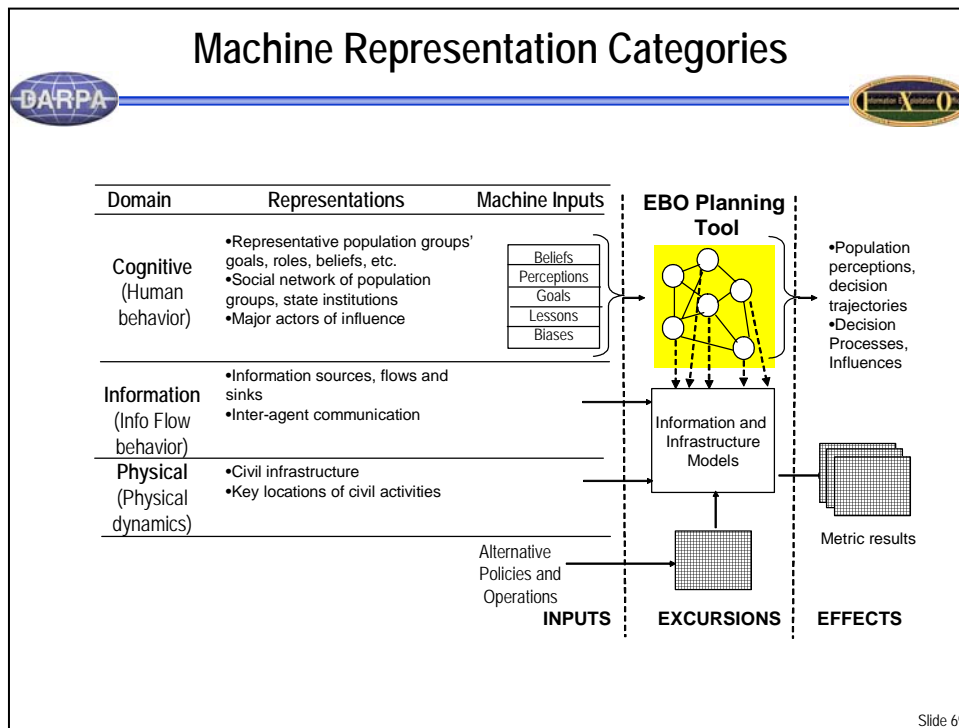 Machine Representation Categories
DARPA
Information Exploitation Office
Domain Representations Machine Inputs
EBO Planning
Tool
Cognitive
(Human
behavior)
•Representative population groups'
goals, roles, beliefs, etc.
•Social network of population
groups, state institutions
•Major actors of influence
Beliefs
Perceptions
Goals
Lessons
Biases
•Population
perceptions,
decision
trajectories
•Decision
Processes,
Influences
Information
(Info Flow
behavior)
•Information sources, flows and
sinks
•Inter-agent communication
Information and
Infrastructure
Models
Physical
(Physical
dynamics)
•Civil infrastructure
•Key locations of civil activities
Metric results
Alternative
Policies and
Operations
INPUTS EXCURSIONS EFFECTS
Slide 6